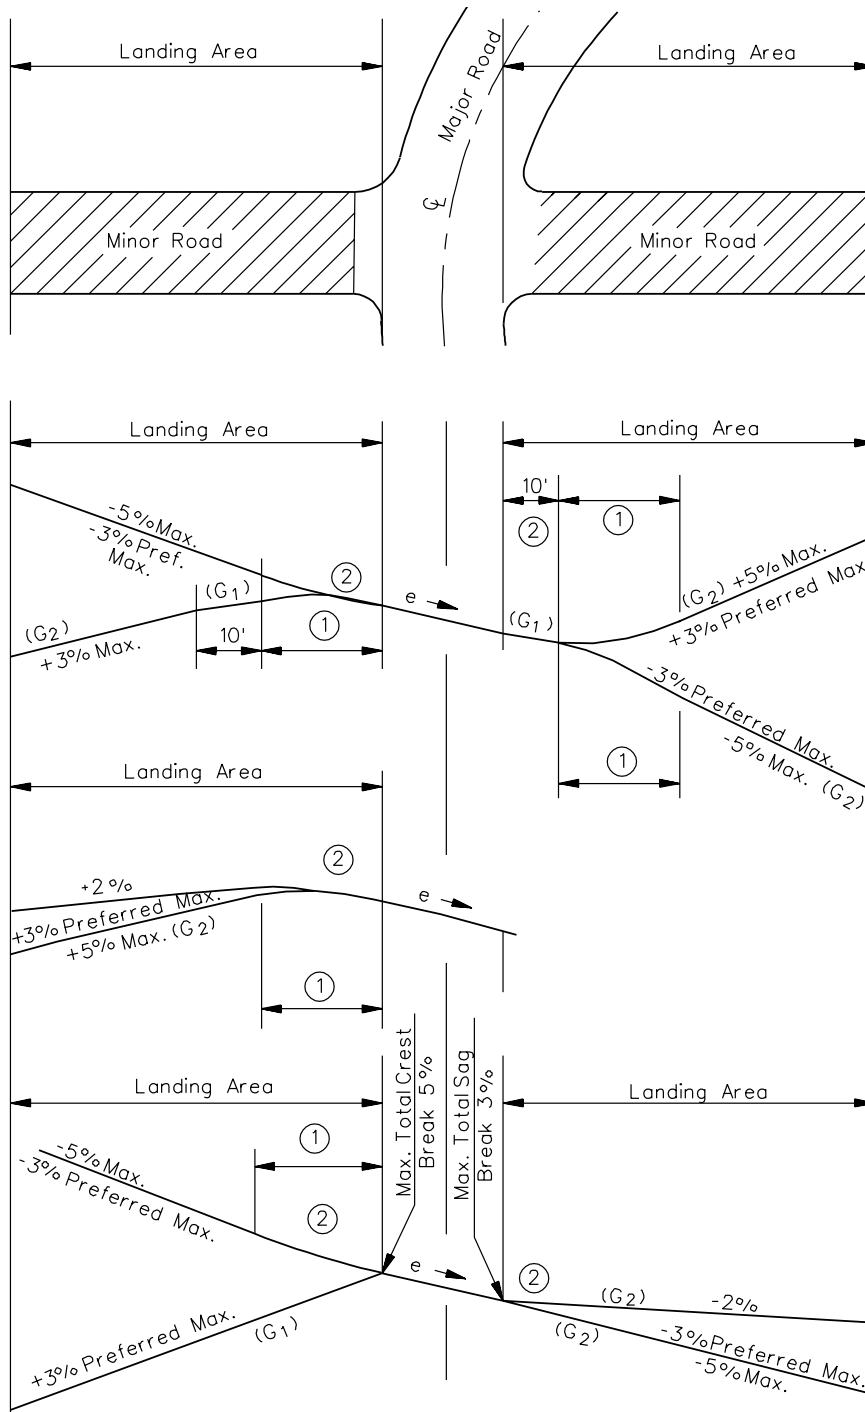 Landing Area
Landing Area
Major Road
℄
Minor Road
Minor Road
Landing Area
Landing Area
-5% Max.
-3% Pref.
Max.
(G1)
2
(G2)
+3% Max.
10'
1
e
10'
1
2
(G1)
(G2) +5% Max.
+3% Preferred Max
-3% Preferred Max.
-5% Max. (G2)
1
Landing Area
2
+2%
+3% Preferred Max.
+5% Max. (G2)
e
1
Landing Area
Max. Total Crest
Break 5%
Max. Total Sag
Break 3%
Landing Area
1
-5% Max.
-3% Preferred Max.
2
e
2
+3% Preferred Max.
(G1)
(G2)
-2%
(G2)
-3% Preferred Max.
-5% Max.